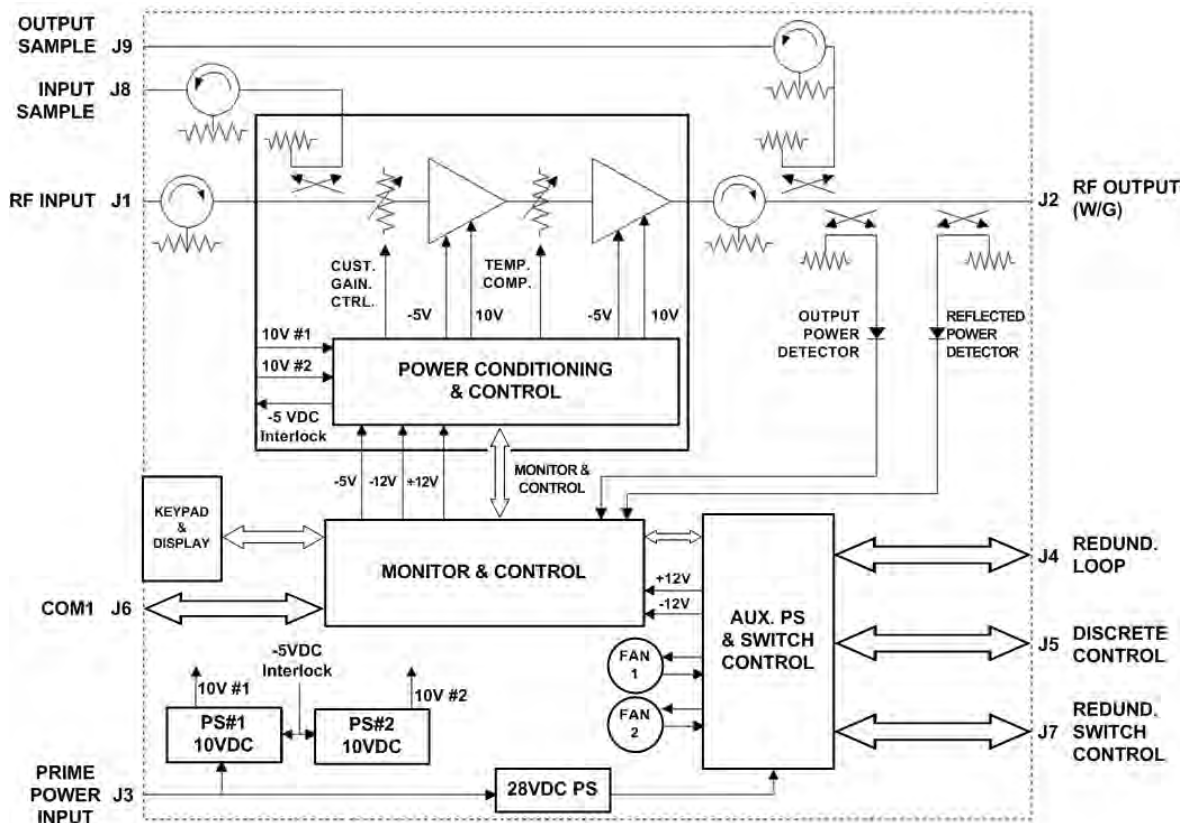 OUTPUT
SAMPLE J9
INPUT J8
SAMPLE
RF INPUT J1
J2 RF OUTPUT
(W/G)
CUST.
GAIN.
CTRL.
-5V
10V
TEMP.
COMP.
-5V
10V
OUTPUT
POWER
DETECTOR
REFLECTED
POWER
DETECTOR
10V #1
10V #2
-5 VDC
Interlock
POWER CONDITIONING
& CONTROL
-5V
-12V
+12V
MONITOR &
CONTROL
KEYPAD
&
DISPLAY
MONITOR & CONTROL
COM1 J6
+12V
-12V
AUX. PS
& SWITCH
CONTROL
J4 REDUND.
LOOP
J5 DISCRETE
CONTROL
J7 REDUND.
SWITCH
CONTROL
FAN
1
FAN
2
-5VDC
Interlock
10V #1
10V #2
PS#1
10VDC
PS#2
10VDC
PRIME
POWER J3
INPUT
28VDC PS